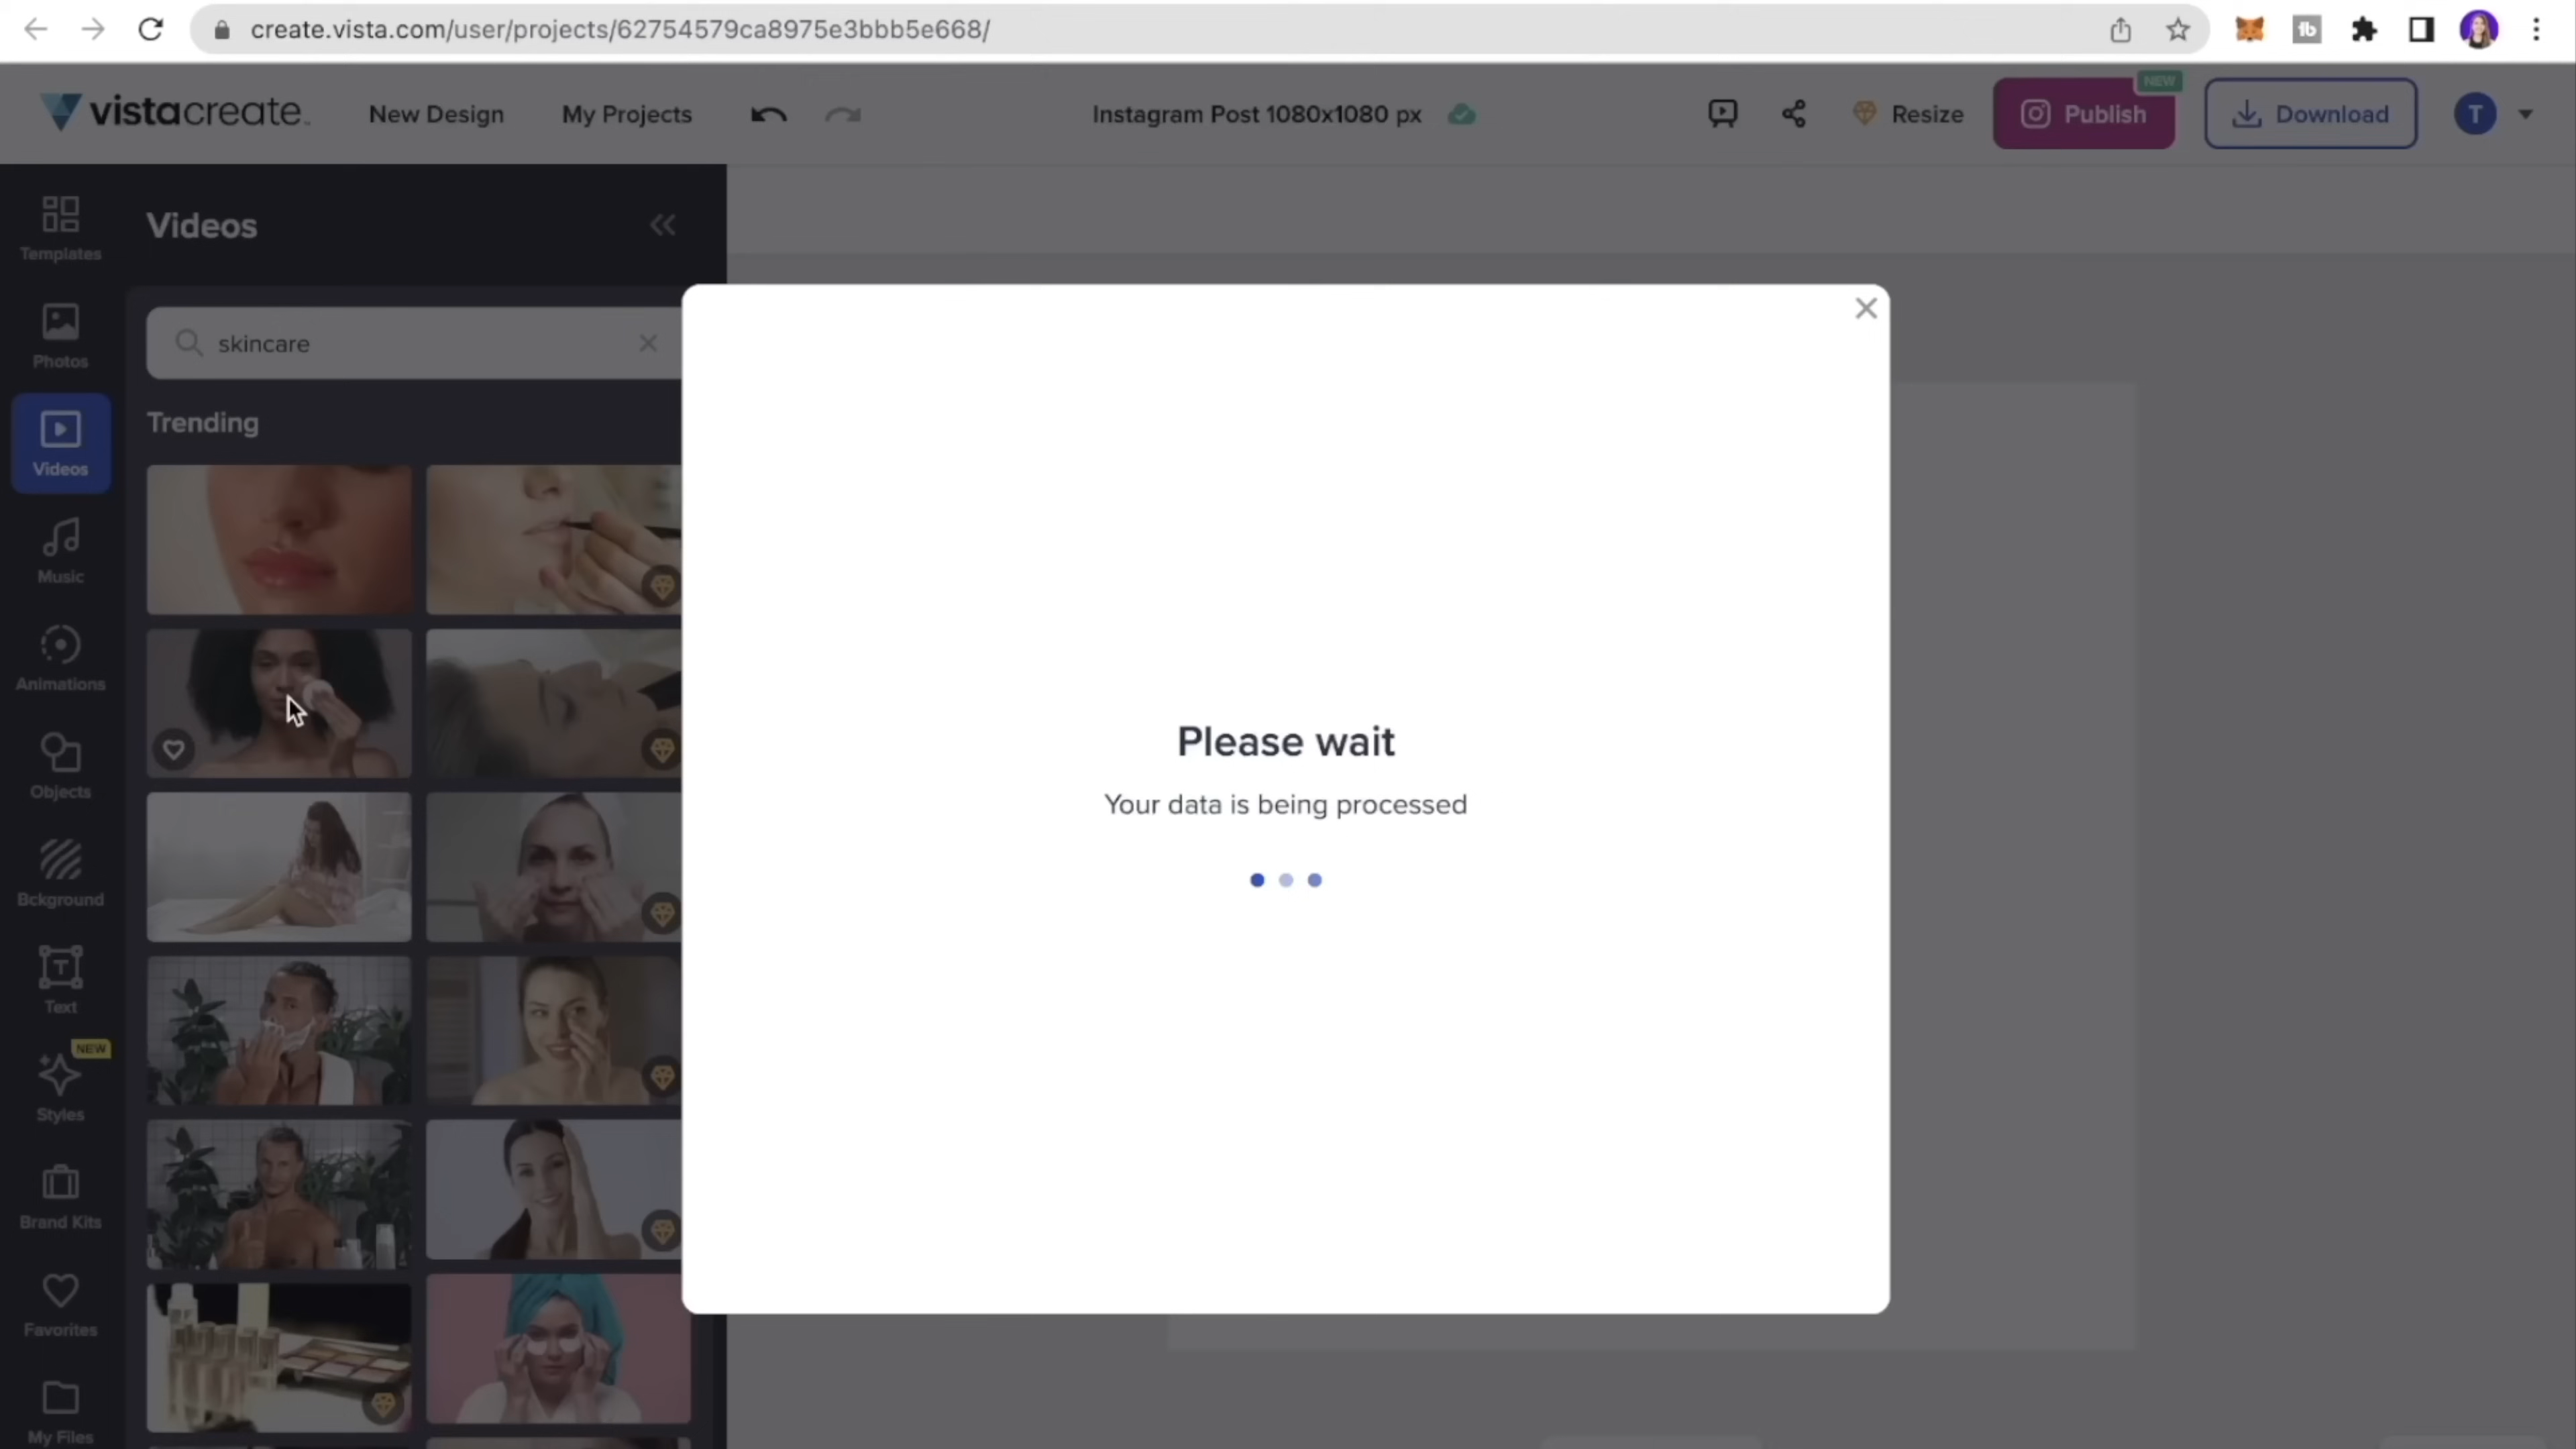 create.vista.com/user/projects/62754579ca8975e3bbb5e668/
vistacreate
New Design
My Projects
Instagram Post 1080x1080 px
Resize
Publish
NEW
Download
T
Templates
Photos
Videos
Music
Animations
Objects
Bckground
Text
NEW
Styles
Brand Kits
Favorites
My Files
Videos
skincare
Trending
Please wait
Your data is being processed